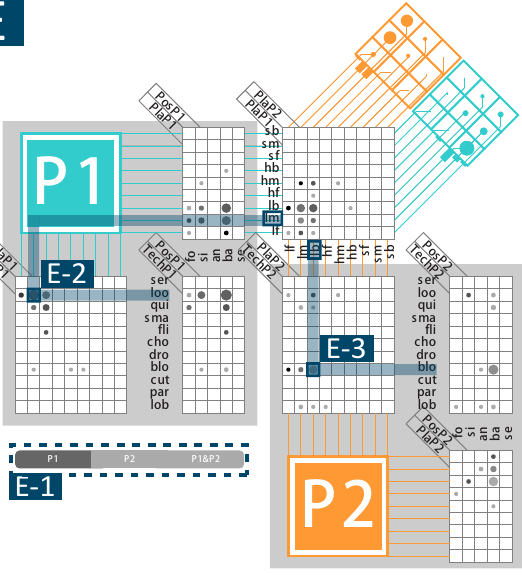 E
PosP1
PlaP1
PlaP2
PlaP1
sb
sm
sf
hb
hm
hf
lb
lm
lf
P1
fo
si
an
ba
se
lf
lm
lb
hf
hm
hb
sf
sm
sb
PosP1
TechP1
PlaP2
TechP2
PosP2
TechP2
E-2
ser
loo
qui
sma
fli
cho
dro
blo
cut
par
lob
ser
loo
qui
sma
fli
cho
dro
blo
cut
par
lob
E-3
fo
si
an
ba
se
PosP2
PlaP2
P1
P2
P1&P2
E-1
P2